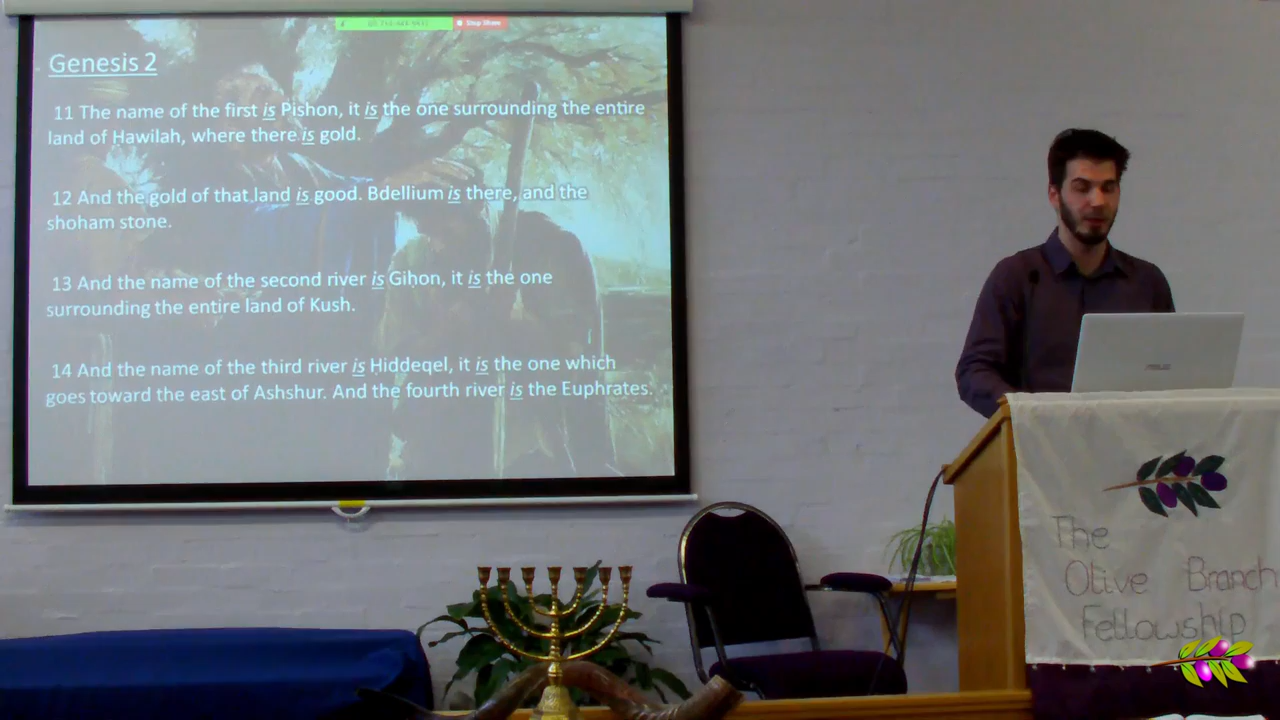 Stop Share
Genesis 2
11 The name of the first is Pishon, it is the one surrounding the entire
land of Hawilah, where there is gold.
12 And the gold of that land is good. Bdellium is there, and the
shoham stone.
13 And the name of the second river is Gihon, it is the one
surrounding the entire land of Kush.
14 And the name of the third river is Hiddeqel, it is the one which
goes toward the east of Ashshur. And the fourth river is the Euphrates.
ASUS
The
Olive Branch
Fellowship